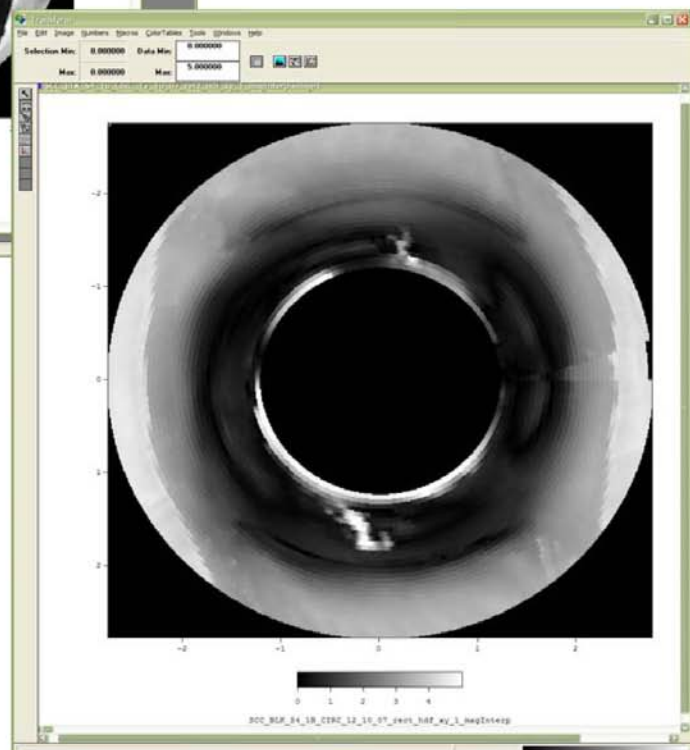 Transform
File Edit Image Numbers Macros ColorTables Tools Windows Help
Selection Min: 0.000000 Data Min: 0.000000
Max: 0.000000 Max: 5.000000
-2
-1
0
1
2
-2 -1 0 1 2
0 1 2 3 4